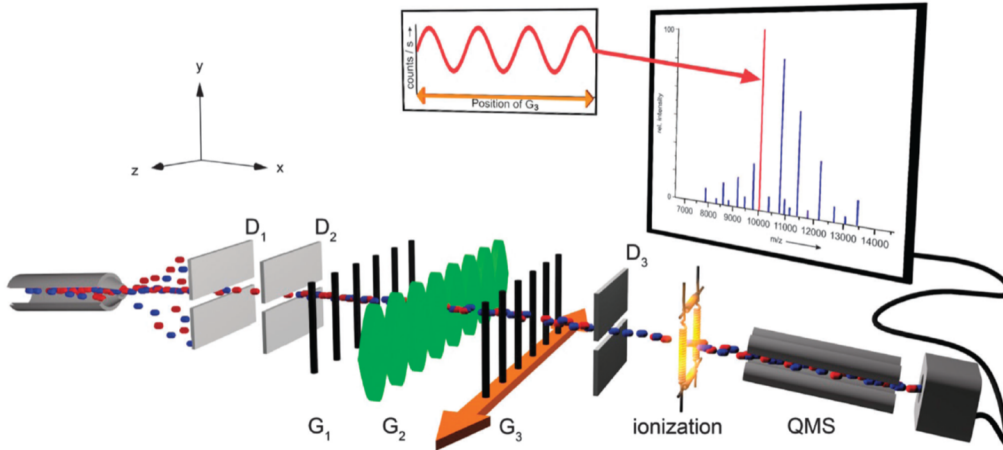 counts / s →
Position of G3
100
rel. intensity
0
7000 8000 9000 10000 11000 12000 13000 14000
m/z →
y
z
x
D1
D2
D3
G1
G2
G3
ionization
QMS